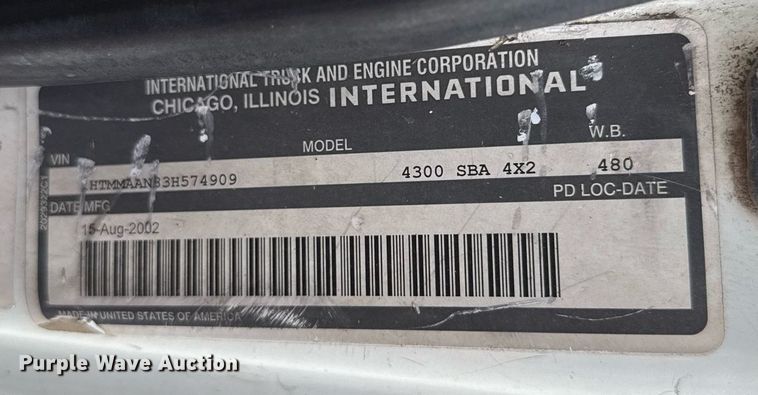 INTERNATIONAL TRUCK AND ENGINE CORPORATION
CHICAGO, ILLINOIS INTERNATIONAL
VIN MODEL W.B.
HTMMAAN83H574909 4300 SBA 4X2 480
DATE MFG PD LOC-DATE
15-Aug-2002
MADE IN UNITED STATES OF AMERICA
2029322C1
Purple Wave Auction